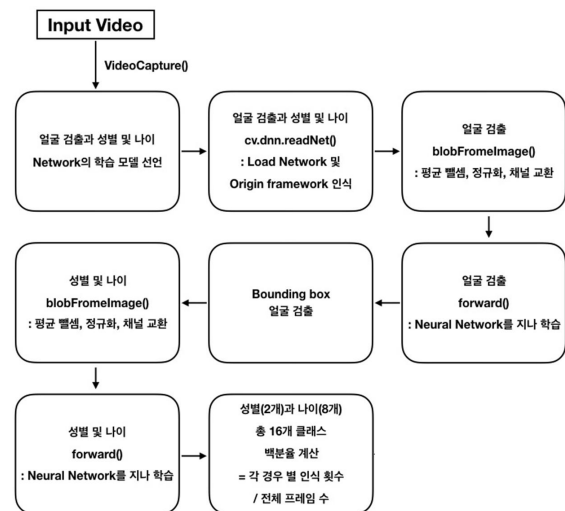 Input Video
VideoCapture()
얼굴 검출과 성별 및 나이
Network의 학습 모델 선언
얼굴 검출과 성별 및 나이
cv.dnn.readNet()
: Load Network 및
Origin framework 인식
얼굴 검출
blobFromeImage()
: 평균 뺄셈, 정규화, 채널 교환
얼굴 검출
forward()
: Neural Network를 지나 학습
Bounding box
얼굴 검출
성별 및 나이
blobFromeImage()
: 평균 뺄셈, 정규화, 채널 교환
성별 및 나이
forward()
: Neural Network를 지나 학습
성별(2개)과 나이(8개)
총 16개 클래스
백분율 계산
= 각 경우 별 인식 횟수
/ 전체 프레임 수